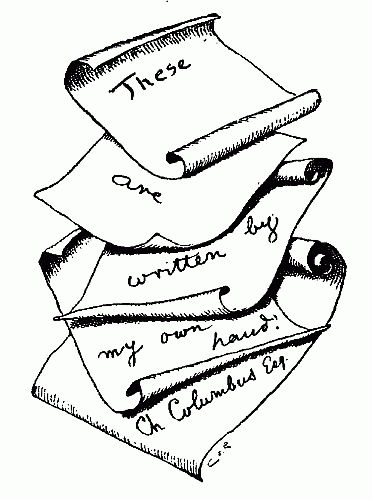 These
are
written by
my own
hand!
Ch Columbus Esq.